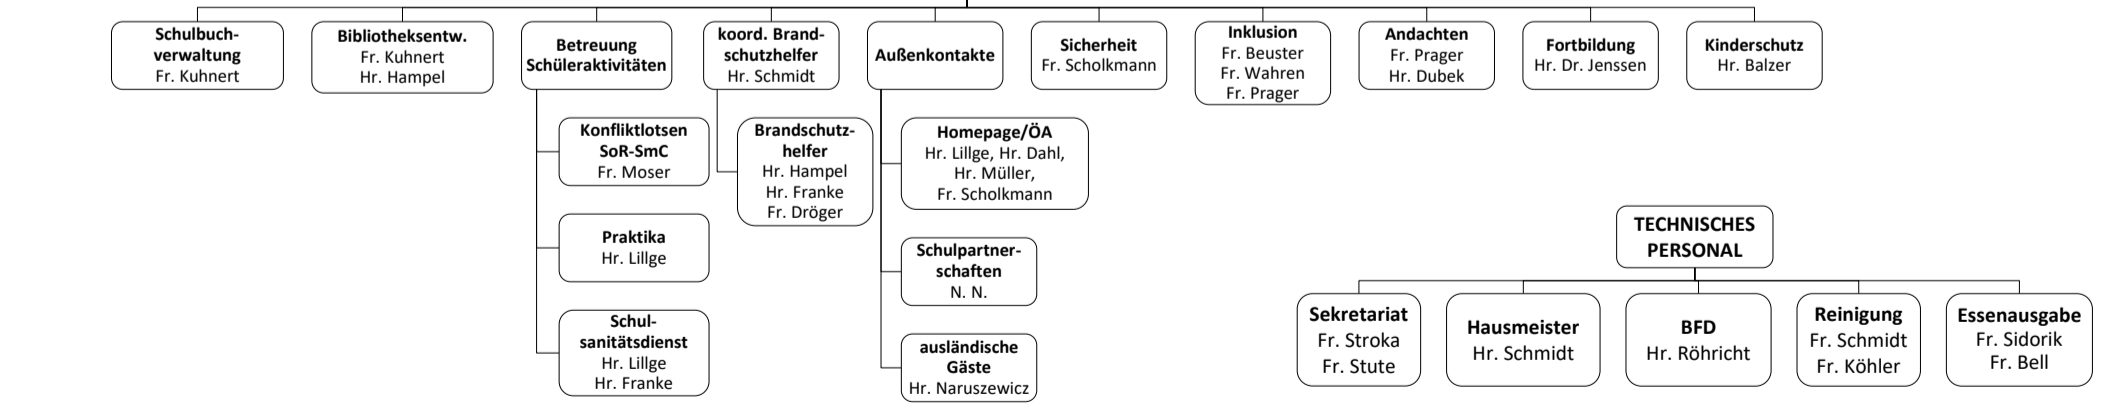 Schulbuch-
verwaltung
Fr. Kuhnert
Bibliotheksentw.
Fr. Kuhnert
Hr. Hampel
Betreuung
Schüleraktivitäten
koord. Brand-
schutzhelfer
Hr. Schmidt
Außenkontakte
Sicherheit
Fr. Scholkmann
Inklusion
Fr. Beuster
Fr. Wahren
Fr. Prager
Andachten
Fr. Prager
Hr. Dubek
Fortbildung
Hr. Dr. Jenssen
Kinderschutz
Hr. Balzer
Konfliktlotsen
SoR-SmC
Fr. Moser
Praktika
Hr. Lillge
Schul-
sanitätsdienst
Hr. Lillge
Hr. Franke
Brandschutz-
helfer
Hr. Hampel
Hr. Franke
Fr. Dröger
Homepage/ÖA
Hr. Lillge, Hr. Dahl,
Hr. Müller,
Fr. Scholkmann
Schulpartner-
schaften
N. N.
ausländische
Gäste
Hr. Naruszewicz
TECHNISCHES
PERSONAL
Sekretariat
Fr. Stroka
Fr. Stute
Hausmeister
Hr. Schmidt
BFD
Hr. Röhricht
Reinigung
Fr. Schmidt
Fr. Köhler
Essenausgabe
Fr. Sidorik
Fr. Bell